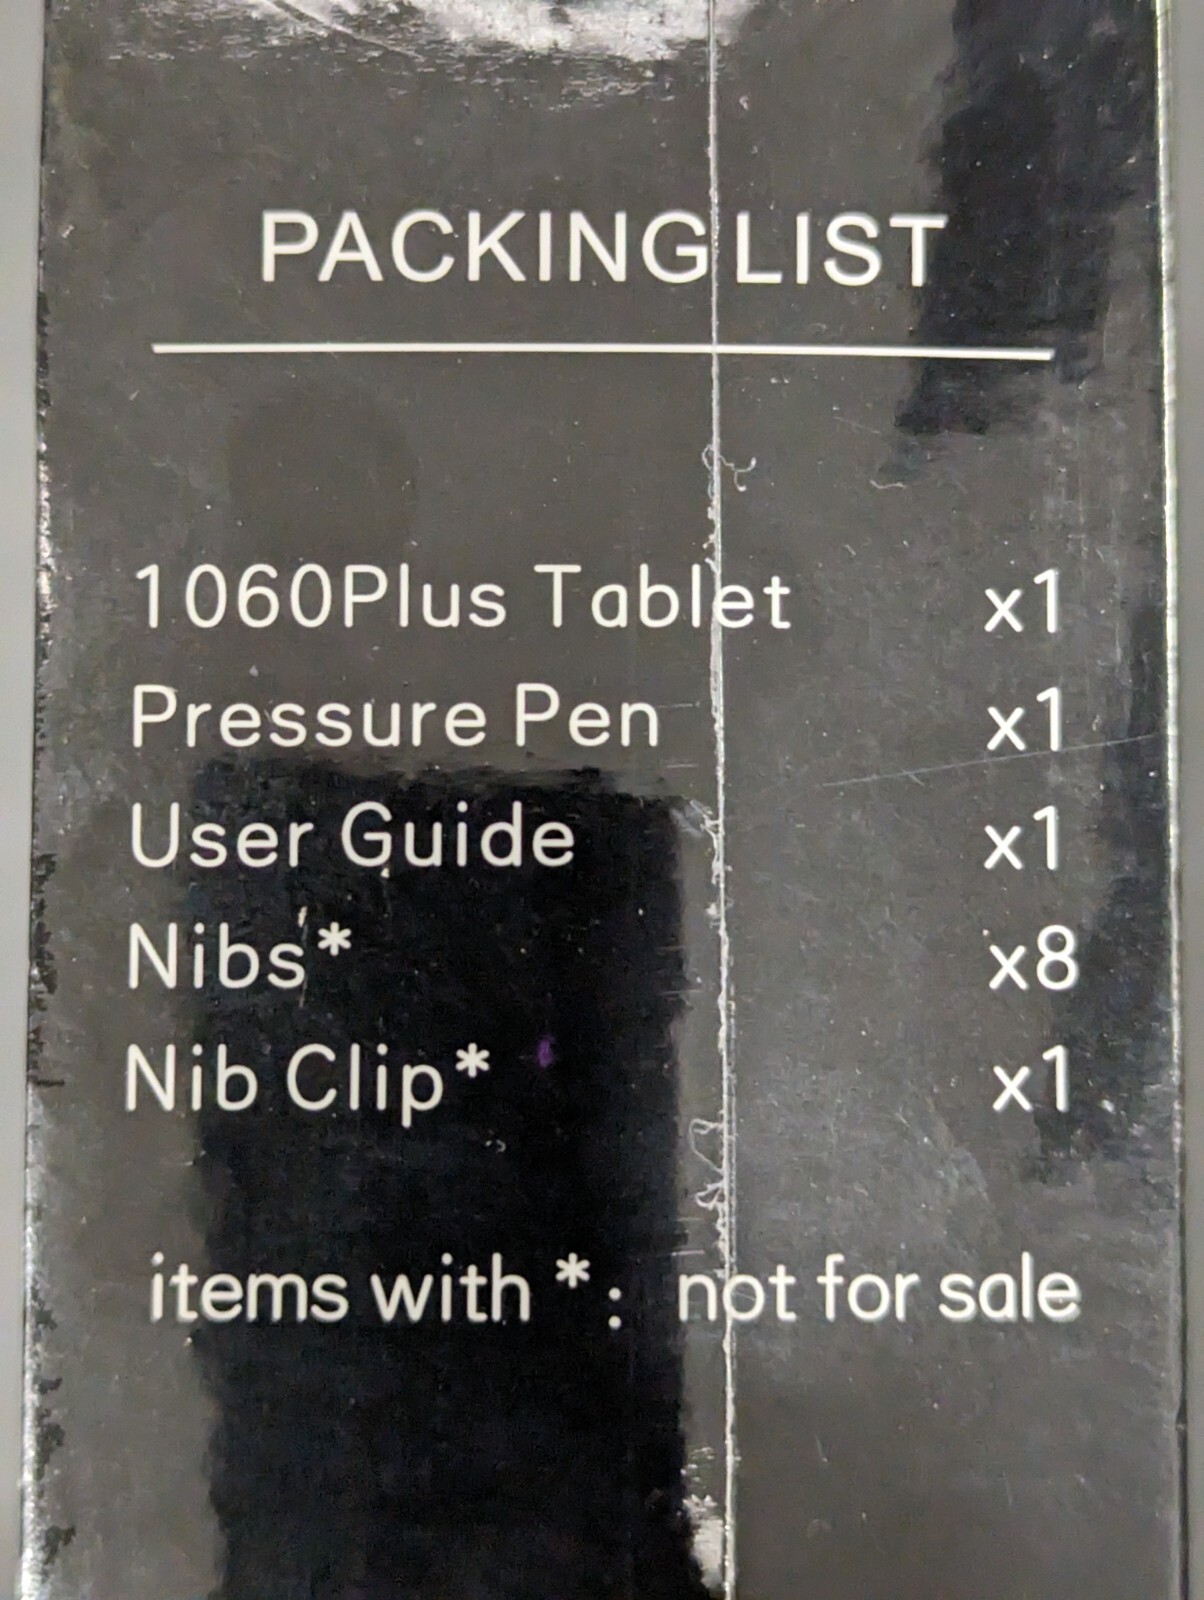 PACKING LIST
1060Plus Tablet x1
Pressure Pen x1
User Guide x1
Nibs* x8
Nib Clip* x1
items with *: not for sale